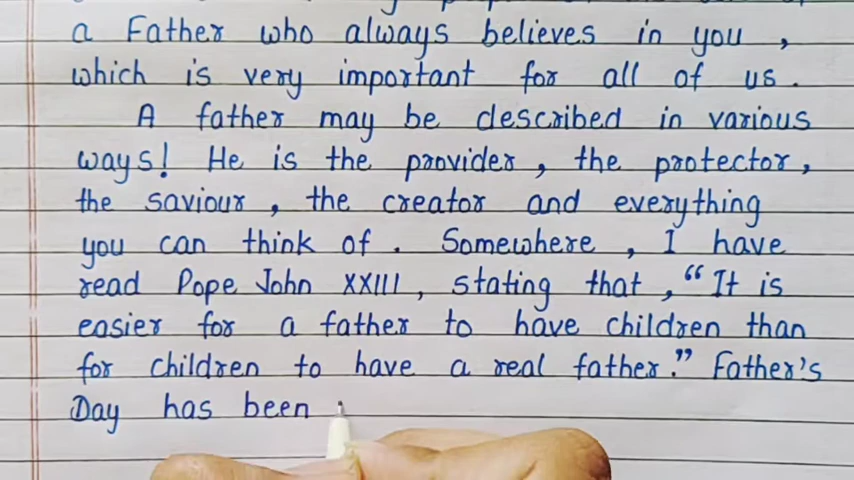 a Father who always believes in you ,
which is very important for all of us .
A father may be described in various
ways! He is the provider , the protector ,
the saviour , the creator and everything
you can think of . Somewhere , I have
read Pope John XXIII , stating that , “It is
easier for a father to have children than
for children to have a real father.” Father's
Day has been